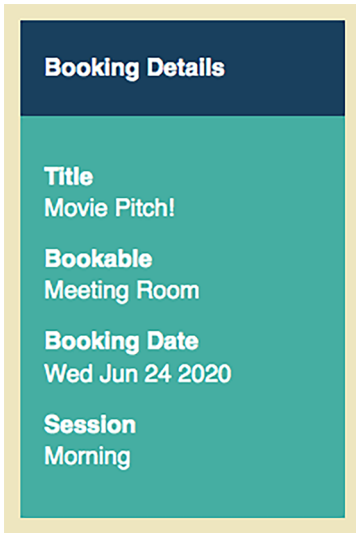 Booking Details
Title
Movie Pitch!
Bookable
Meeting Room
Booking Date
Wed Jun 24 2020
Session
Morning